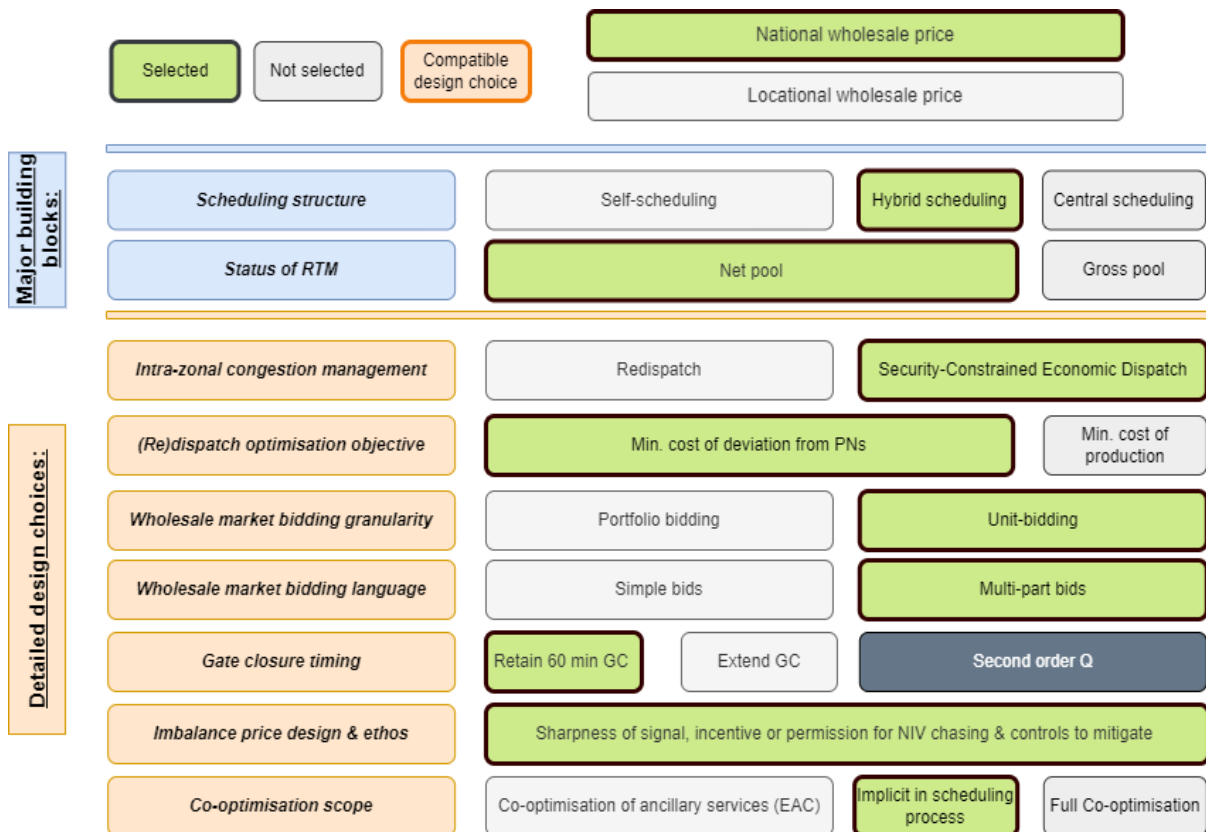 National wholesale price
Selected
Not selected
Compatible
design choice
Locational wholesale price
Major building
blocks:
Scheduling structure
Self-scheduling
Hybrid scheduling
Central scheduling
Status of RTM
Net pool
Gross pool
Detailed design choices:
Intra-zonal congestion management
Redispatch
Security-Constrained Economic Dispatch
(Re)dispatch optimisation objective
Min. cost of deviation from PNs
Min. cost of
production
Wholesale market bidding granularity
Portfolio bidding
Unit-bidding
Wholesale market bidding language
Simple bids
Multi-part bids
Gate closure timing
Retain 60 min GC
Extend GC
Second order Q
Imbalance price design & ethos
Sharpness of signal, incentive or permission for NIV chasing & controls to mitigate
Co-optimisation scope
Co-optimisation of ancillary services (EAC)
Implicit in scheduling
process
Full Co-optimisation